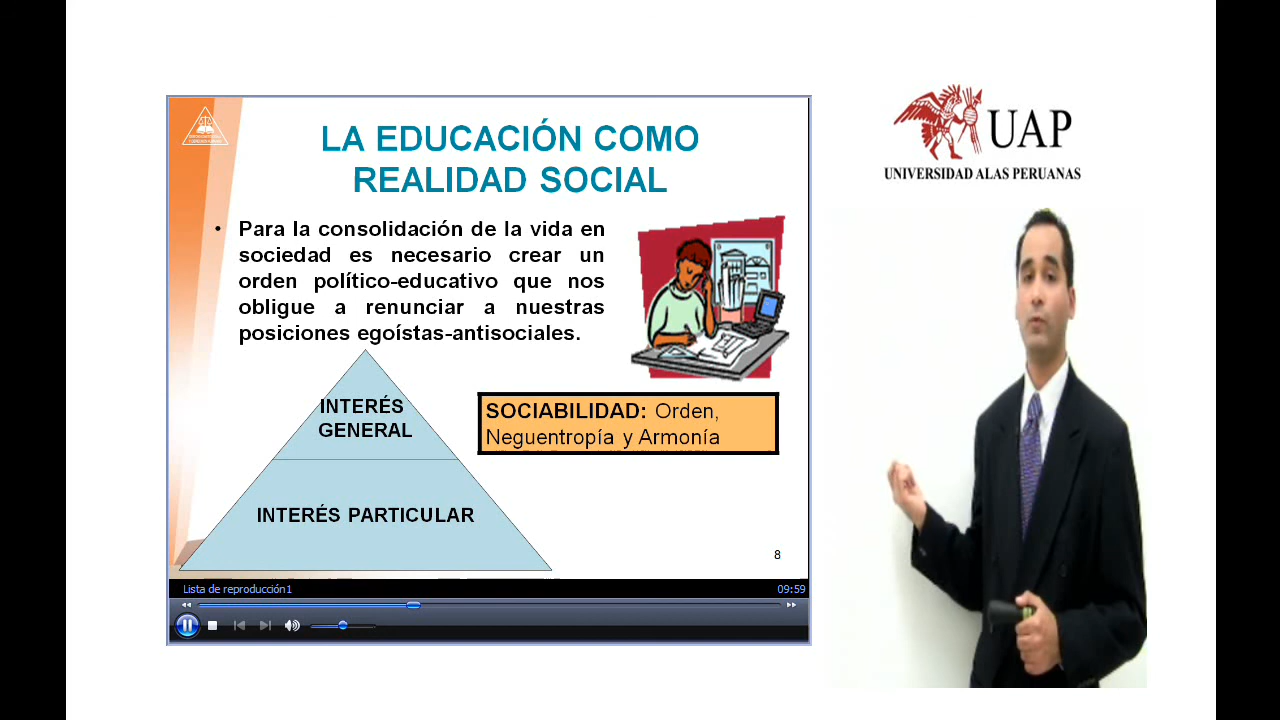 LA EDUCACIÓN COMO
REALIDAD SOCIAL
• Para la consolidación de la vida en
sociedad es necesario crear un
orden político-educativo que nos
obligue a renunciar a nuestras
posiciones egoístas-antisociales.
INTERÉS
GENERAL
INTERÉS PARTICULAR
SOCIABILIDAD: Orden,
Neguentropía y Armonía
8
Lista de reproducción1
09:59
UAP
UNIVERSIDAD ALAS PERUANAS